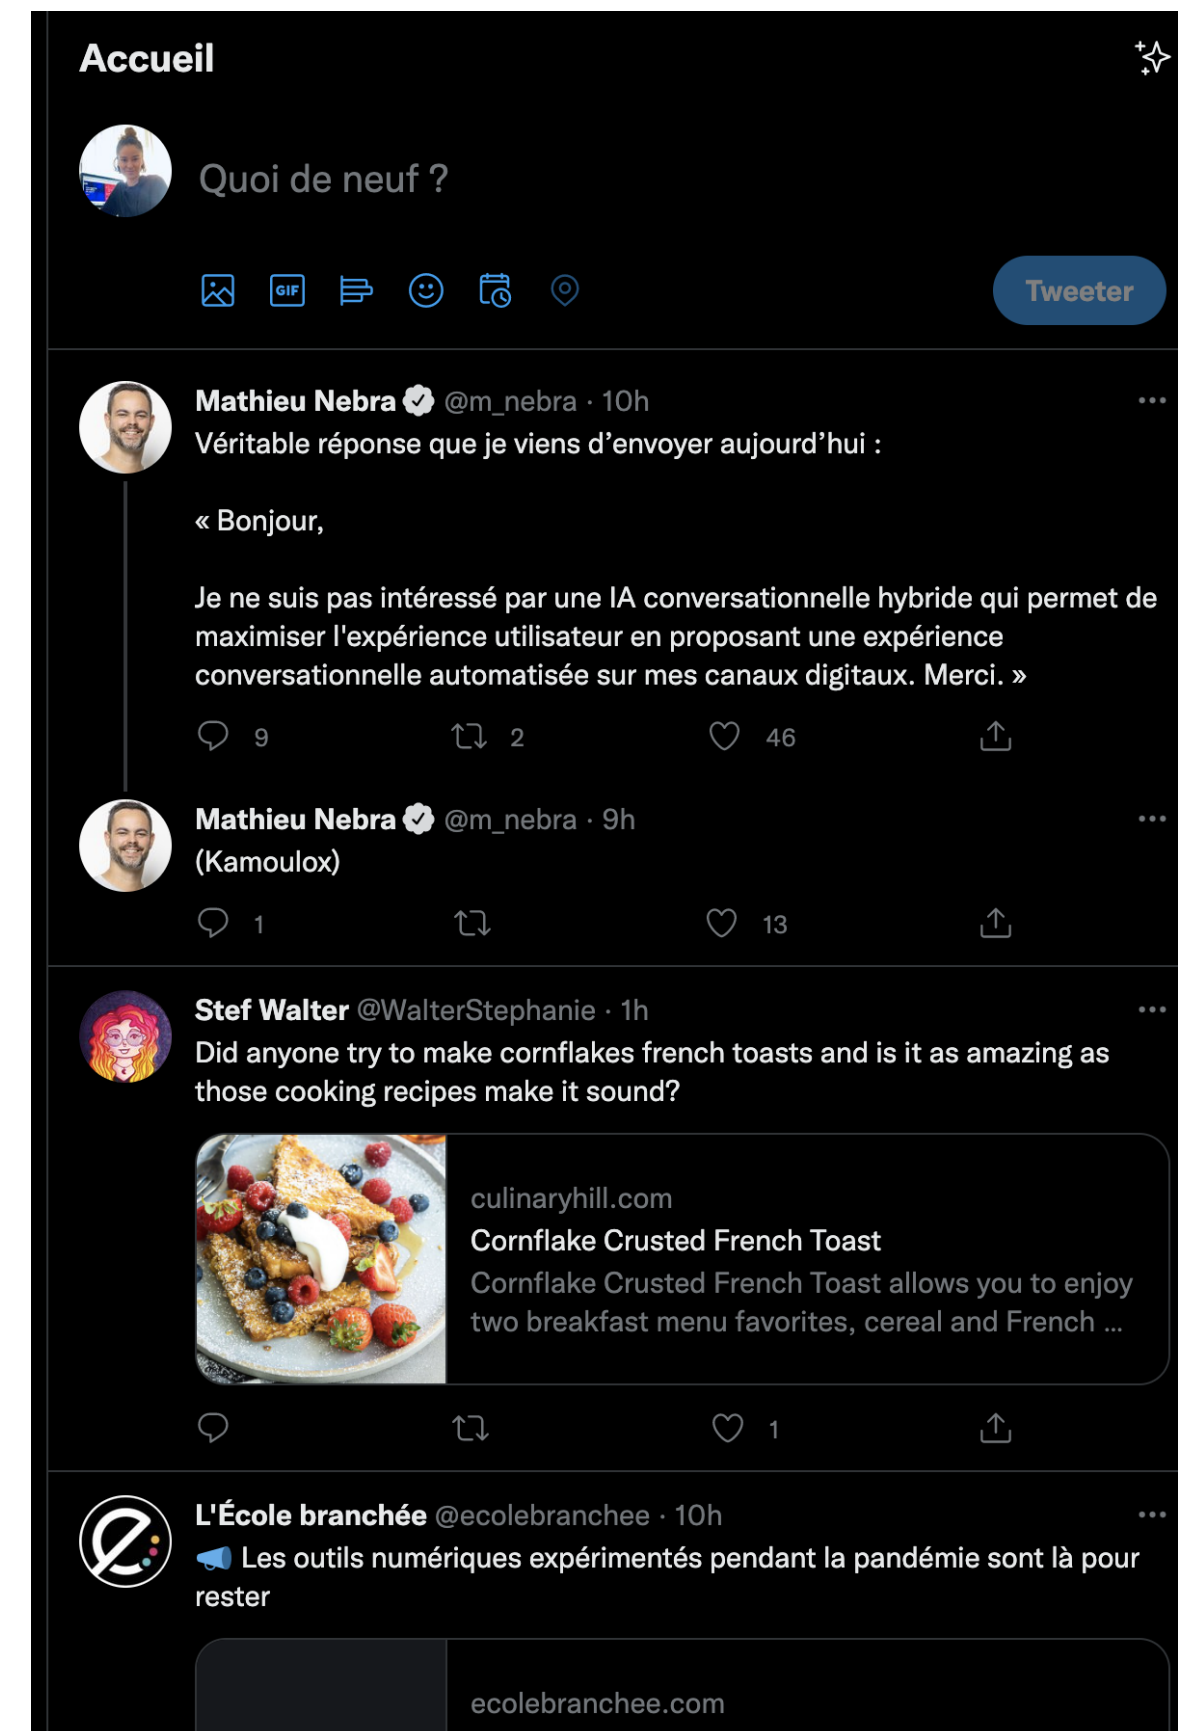 Accueil
Quoi de neuf ?
GIF
Tweeter
Mathieu Nebra @m_nebra · 10h
Véritable réponse que je viens d’envoyer aujourd’hui :
« Bonjour,
Je ne suis pas intéressé par une IA conversationnelle hybride qui permet de
maximiser l'expérience utilisateur en proposant une expérience
conversationnelle automatisée sur mes canaux digitaux. Merci. »
9 2 46
Mathieu Nebra @m_nebra · 9h
(Kamoulox)
1 13
Stef Walter @WalterStephanie · 1h
Did anyone try to make cornflakes french toasts and is it as amazing as
those cooking recipes make it sound?
culinaryhill.com
Cornflake Crusted French Toast
Cornflake Crusted French Toast allows you to enjoy
two breakfast menu favorites, cereal and French ...
1
L'École branchée @ecolebranchee · 10h
Les outils numériques expérimentés pendant la pandémie sont là pour
rester
ecolebranchee.com